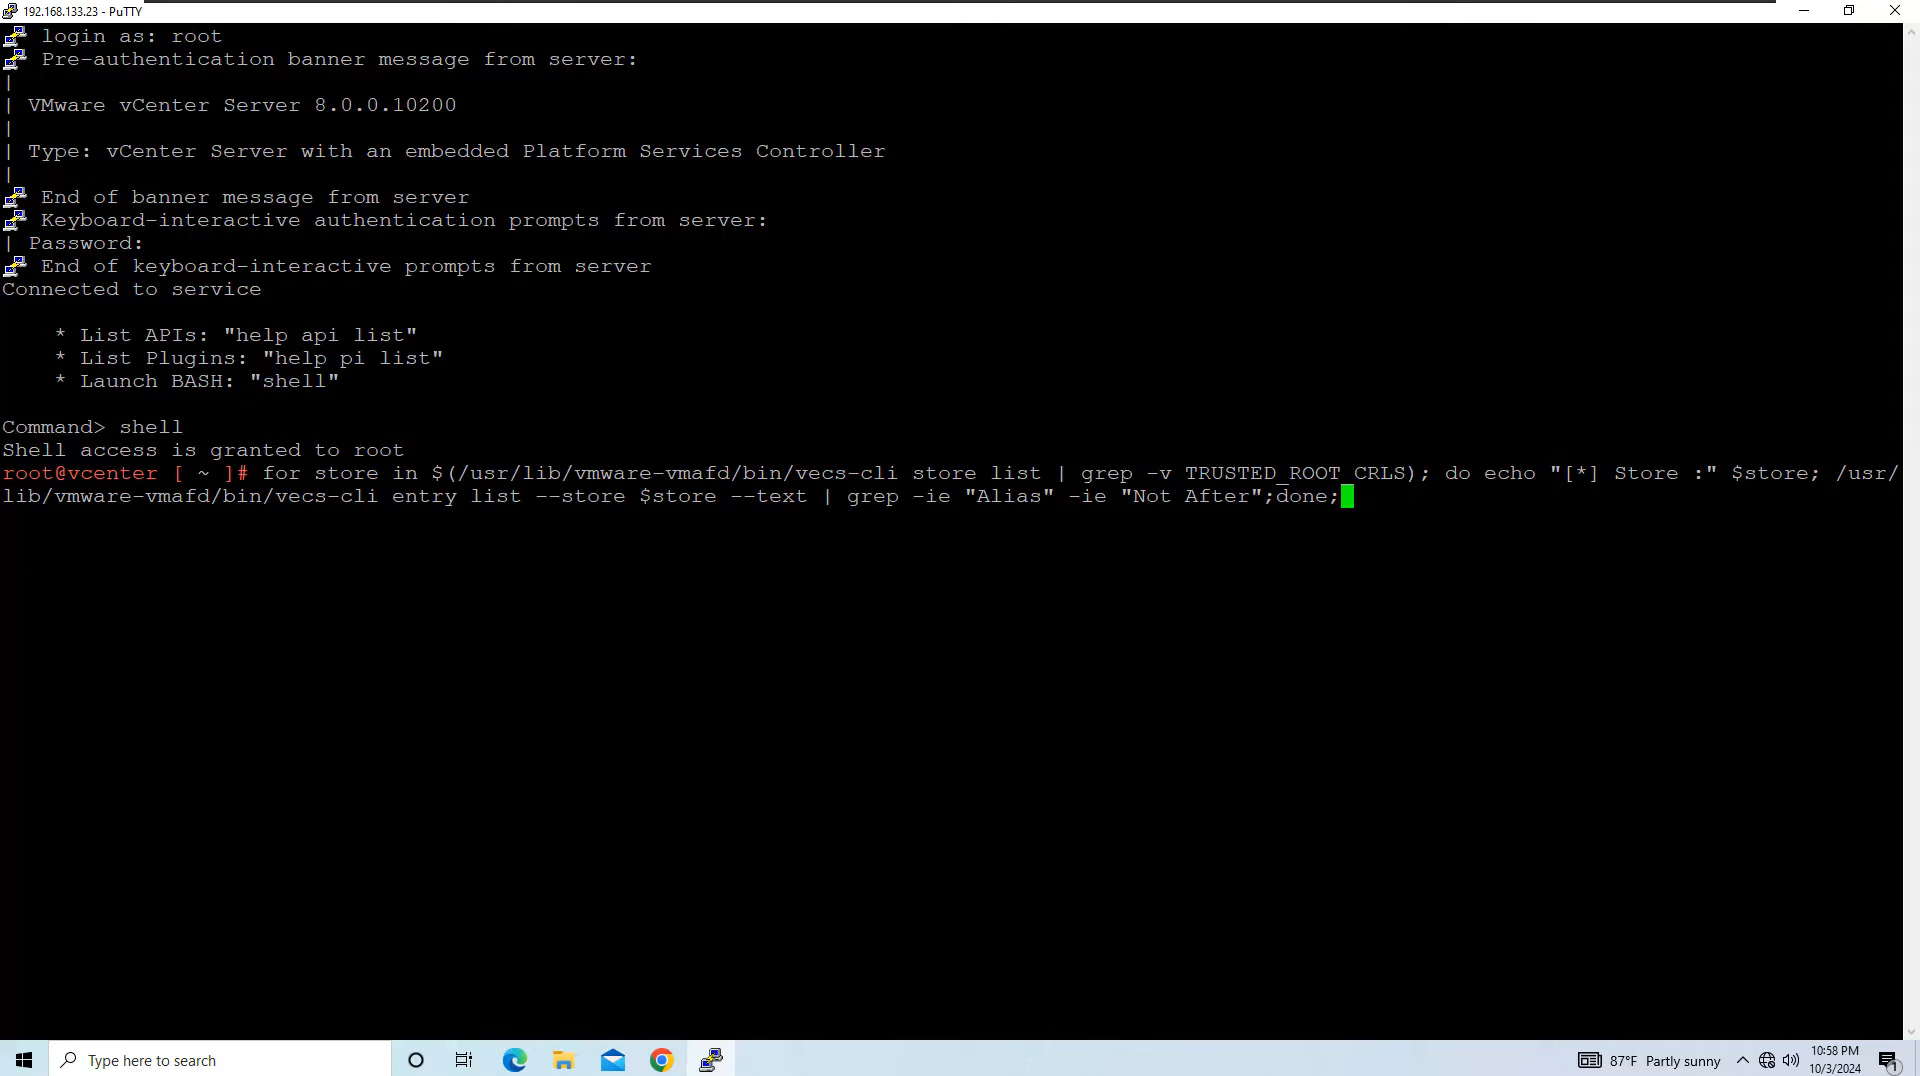 192.168.133.23 - PuTTY
login as: root
Pre-authentication banner message from server:
|
| VMware vCenter Server 8.0.0.10200
|
| Type: vCenter Server with an embedded Platform Services Controller
|
End of banner message from server
Keyboard-interactive authentication prompts from server:
| Password:
End of keyboard-interactive prompts from server
Connected to service
* List APIs: "help api list"
* List Plugins: "help pi list"
* Launch BASH: "shell"
Command> shell
Shell access is granted to root
root@vcenter [ ~ ]# for store in $(/usr/lib/vmware-vmafd/bin/vecs-cli store list | grep -v TRUSTED_ROOT_CRLS); do echo "[*] Store :" $store; /usr/
lib/vmware-vmafd/bin/vecs-cli entry list --store $store --text | grep -ie "Alias" -ie "Not After";done;
Type here to search
87°F Partly sunny
10:58 PM
10/3/2024
1